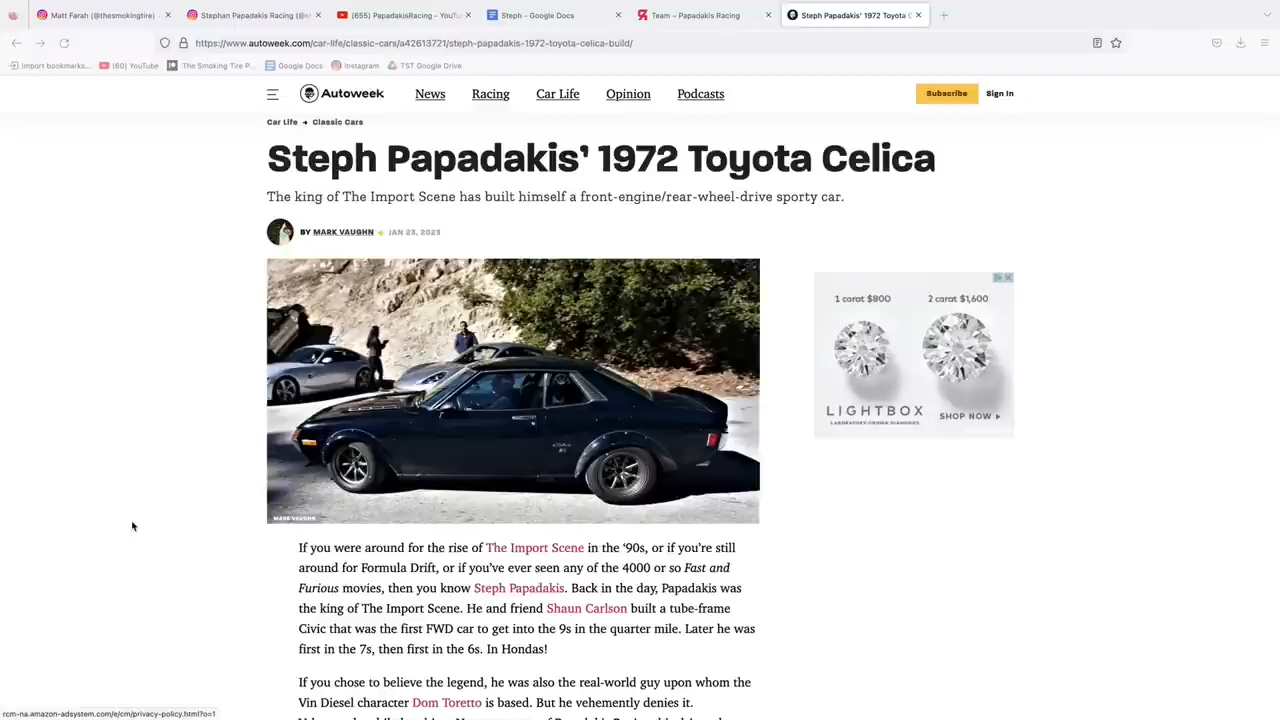 Matt Farah (@thesmokingtire)
Stephan Papadakis Racing (@st
(655) PapadakisRacing - YouTu
Steph - Google Docs
Team – Papadakis Racing
Steph Papadakis' 1972 Toyota C
https://www.autoweek.com/car-life/classic-cars/a42613721/steph-papadakis-1972-toyota-celica-build/
Import bookmarks...
(60) YouTube
The Smoking Tire P...
Google Docs
Instagram
TST Google Drive
Autoweek
News
Racing
Car Life
Opinion
Podcasts
Subscribe
Sign In
Car Life → Classic Cars
Steph Papadakis’ 1972 Toyota Celica
The king of The Import Scene has built himself a front-engine/rear-wheel-drive sporty car.
BY MARK VAUGHN JAN 23, 2023
MARK VAUGHN
1 carat $800
2 carat $1,600
LIGHTBOX
LABORATORY-GROWN DIAMONDS
SHOP NOW
If you were around for the rise of The Import Scene in the ‘90s, or if you’re still
around for Formula Drift, or if you’ve ever seen any of the 4000 or so Fast and
Furious movies, then you know Steph Papadakis. Back in the day, Papadakis was
the king of The Import Scene. He and friend Shaun Carlson built a tube-frame
Civic that was the first FWD car to get into the 9s in the quarter mile. Later he was
first in the 7s, then first in the 6s. In Hondas!
If you chose to believe the legend, he was also the real-world guy upon whom the
Vin Diesel character Dom Toretto is based. But he vehemently denies it.
rcm-na.amazon-adsystem.com/e/cm/privacy-policy.html?o=1